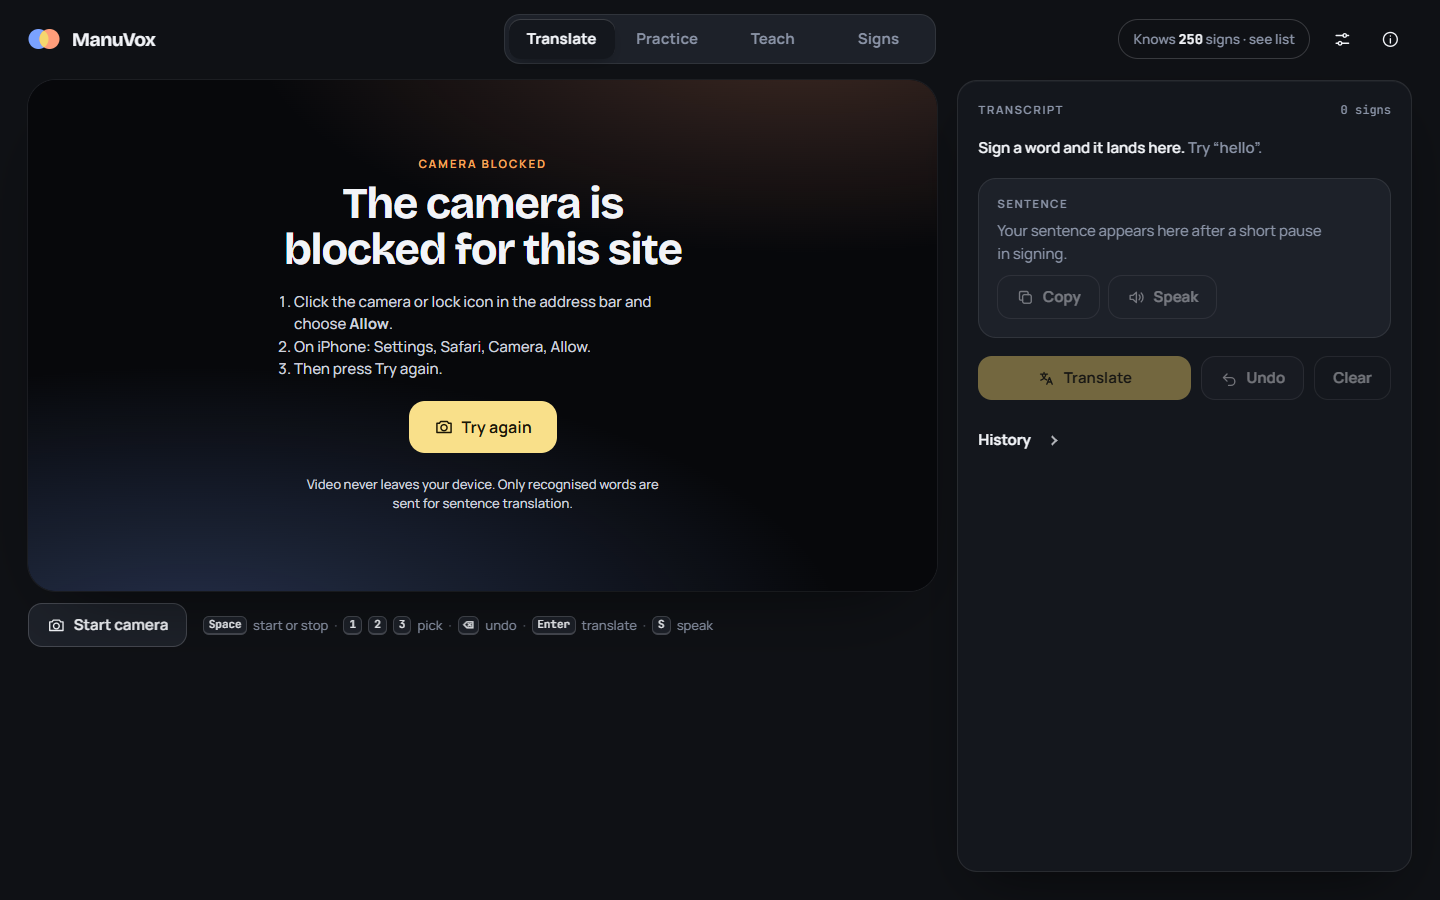 ManuVox
Translate
Practice
Teach
Signs
Knows 250 signs · see list
CAMERA BLOCKED
The camera is
blocked for this site
1. Click the camera or lock icon in the address bar and
choose Allow.
2. On iPhone: Settings, Safari, Camera, Allow.
3. Then press Try again.
Try again
Video never leaves your device. Only recognised words are
sent for sentence translation.
Start camera
Space start or stop · 1 2 3 pick · ⌫ undo · Enter translate · S speak
TRANSCRIPT
0 signs
Sign a word and it lands here. Try “hello”.
SENTENCE
Your sentence appears here after a short pause
in signing.
Copy
Speak
Translate
Undo
Clear
History